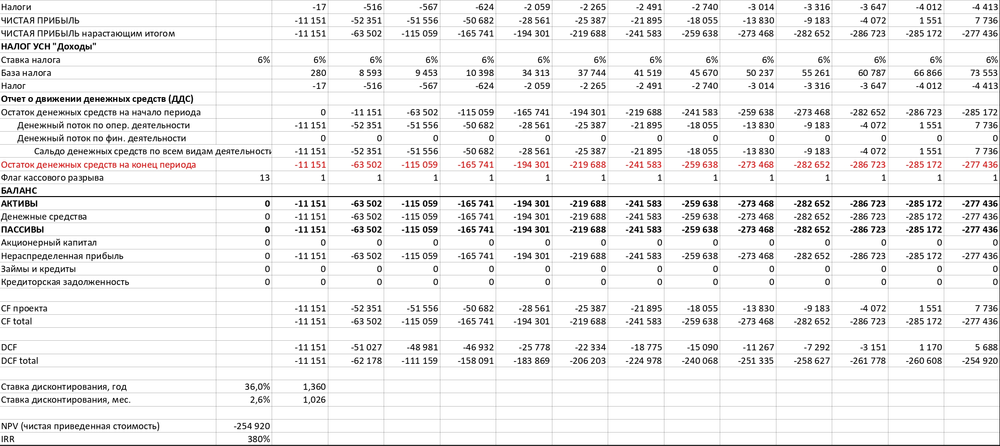 Налоги -17 -516 -567 -624 -2 059 -2 265 -2 491 -2 740 -3 014 -3 316 -3 647 -4 012 -4 413
ЧИСТАЯ ПРИБЫЛЬ -11 151 -52 351 -51 556 -50 682 -28 561 -25 387 -21 895 -18 055 -13 830 -9 183 -4 072 1 551 7 736
ЧИСТАЯ ПРИБЫЛЬ нарастающим итогом -11 151 -63 502 -115 059 -165 741 -194 301 -219 688 -241 583 -259 638 -273 468 -282 652 -286 723 -285 172 -277 436
НАЛОГ УСН "Доходы"
Ставка налога 6% 6% 6% 6% 6% 6% 6% 6% 6% 6% 6% 6% 6% 6%
База налога 280 8 593 9 453 10 398 34 313 37 744 41 519 45 670 50 237 55 261 60 787 66 866 73 553
Налог -17 -516 -567 -624 -2 059 -2 265 -2 491 -2 740 -3 014 -3 316 -3 647 -4 012 -4 413
Отчет о движении денежных средств (ДДС)
Остаток денежных средств на начало периода 0 -11 151 -63 502 -115 059 -165 741 -194 301 -219 688 -241 583 -259 638 -273 468 -282 652 -286 723 -285 172
Денежный поток по опер. деятельности -11 151 -52 351 -51 556 -50 682 -28 561 -25 387 -21 895 -18 055 -13 830 -9 183 -4 072 1 551 7 736
Денежный поток по фин. деятельности 0 0 0 0 0 0 0 0 0 0 0 0 0
Сальдо денежных средств по всем видам деятельности -11 151 -52 351 -51 556 -50 682 -28 561 -25 387 -21 895 -18 055 -13 830 -9 183 -4 072 1 551 7 736
Остаток денежных средств на конец периода -11 151 -63 502 -115 059 -165 741 -194 301 -219 688 -241 583 -259 638 -273 468 -282 652 -286 723 -285 172 -277 436
Флаг кассового разрыва 13 1 1 1 1 1 1 1 1 1 1 1 1 1
БАЛАНС
АКТИВЫ 0 -11 151 -63 502 -115 059 -165 741 -194 301 -219 688 -241 583 -259 638 -273 468 -282 652 -286 723 -285 172 -277 436
Денежные средства 0 -11 151 -63 502 -115 059 -165 741 -194 301 -219 688 -241 583 -259 638 -273 468 -282 652 -286 723 -285 172 -277 436
ПАССИВЫ 0 -11 151 -63 502 -115 059 -165 741 -194 301 -219 688 -241 583 -259 638 -273 468 -282 652 -286 723 -285 172 -277 436
Акционерный капитал 0 0 0 0 0 0 0 0 0 0 0 0 0 0
Нераспределенная прибыль 0 -11 151 -63 502 -115 059 -165 741 -194 301 -219 688 -241 583 -259 638 -273 468 -282 652 -286 723 -285 172 -277 436
Займы и кредиты 0 0 0 0 0 0 0 0 0 0 0 0 0 0
Кредиторская задолженность 0 0 0 0 0 0 0 0 0 0 0 0 0 0
CF проекта -11 151 -52 351 -51 556 -50 682 -28 561 -25 387 -21 895 -18 055 -13 830 -9 183 -4 072 1 551 7 736
CF total -11 151 -63 502 -115 059 -165 741 -194 301 -219 688 -241 583 -259 638 -273 468 -282 652 -286 723 -285 172 -277 436
DCF -11 151 -51 027 -48 981 -46 932 -25 778 -22 334 -18 775 -15 090 -11 267 -7 292 -3 151 1 170 5 688
DCF total -11 151 -62 178 -111 159 -158 091 -183 869 -206 203 -224 978 -240 068 -251 335 -258 627 -261 778 -260 608 -254 920
Ставка дисконтирования, год 36,0% 1,360
Ставка дисконтирования, мес. 2,6% 1,026
NPV (чистая приведенная стоимость) -254 920
IRR 380%